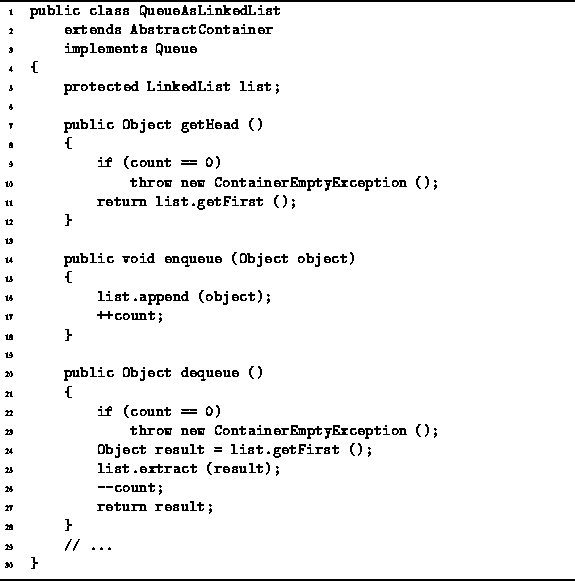 1 public class QueueAsLinkedList
2     extends AbstractContainer
3     implements Queue
4 {
5     protected LinkedList list;
6
7     public Object getHead ()
8     {
9         if (count == 0)
10             throw new ContainerEmptyException ();
11         return list.getFirst ();
12     }
13
14     public void enqueue (Object object)
15     {
16         list.append (object);
17         ++count;
18     }
19
20     public Object dequeue ()
21     {
22         if (count == 0)
23             throw new ContainerEmptyException ();
24         Object result = list.getFirst ();
25         list.extract (result);
26         --count;
27         return result;
28     }
29     // ...
30 }